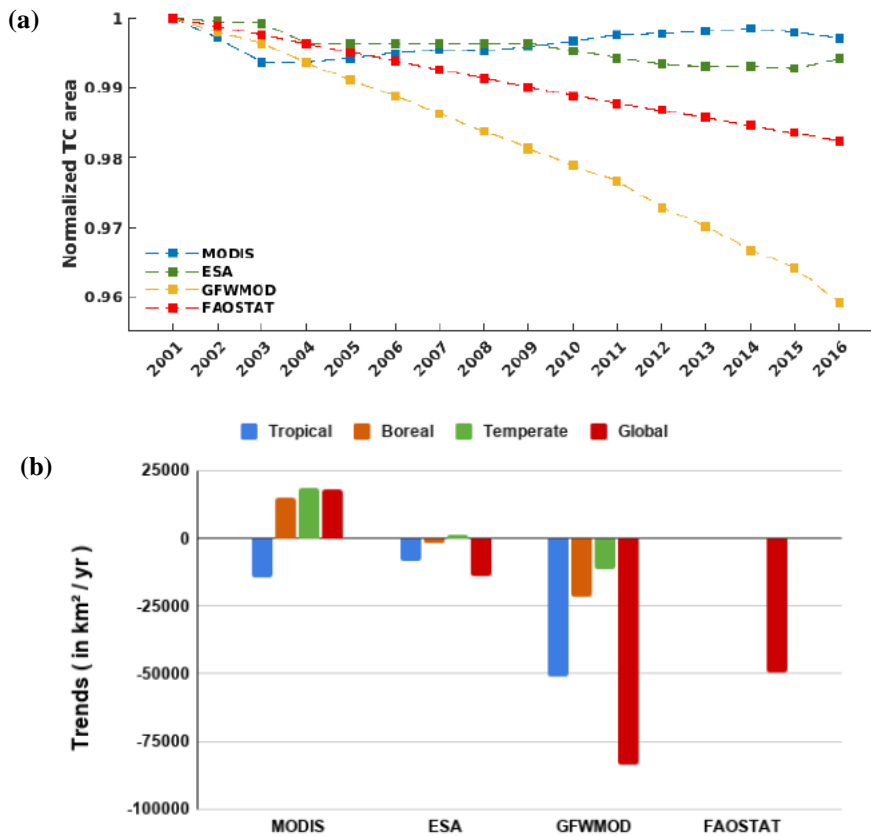 (a)
Normalized TC area
1
0.99
0.98
0.97
0.96
MODIS
ESA
GFWMOD
FAOSTAT
2001 2002 2003 2004 2005 2006 2007 2008 2009 2010 2011 2012 2013 2014 2015 2016
Tropical Boreal Temperate Global
(b)
Trends ( in km² / yr )
25000
0
-25000
-50000
-75000
-100000
MODIS ESA GFWMOD FAOSTAT